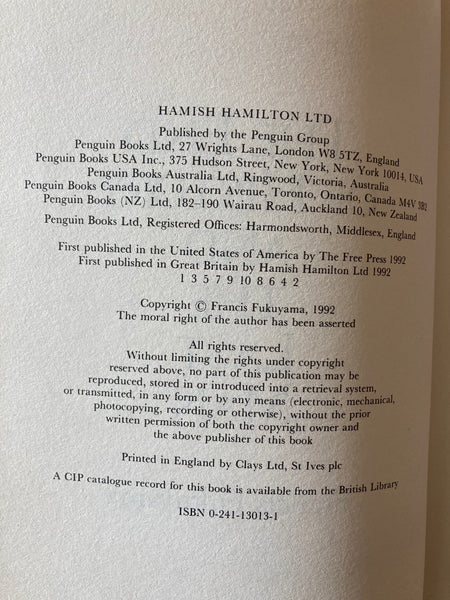 HAMISH HAMILTON LTD
Published by the Penguin Group
Penguin Books Ltd, 27 Wrights Lane, London W8 5TZ, England
Penguin Books USA Inc., 375 Hudson Street, New York, New York 10014, USA
Penguin Books Australia Ltd, Ringwood, Victoria, Australia
Penguin Books Canada Ltd, 10 Alcorn Avenue, Toronto, Ontario, Canada M4V 3B2
Penguin Books (NZ) Ltd, 182–190 Wairau Road, Auckland 10, New Zealand
Penguin Books Ltd, Registered Offices: Harmondsworth, Middlesex, England
First published in the United States of America by The Free Press 1992
First published in Great Britain by Hamish Hamilton Ltd 1992
1 3 5 7 9 10 8 6 4 2
Copyright © Francis Fukuyama, 1992
The moral right of the author has been asserted
All rights reserved.
Without limiting the rights under copyright
reserved above, no part of this publication may be
reproduced, stored in or introduced into a retrieval system,
or transmitted, in any form or by any means (electronic, mechanical,
photocopying, recording or otherwise), without the prior
written permission of both the copyright owner and
the above publisher of this book
Printed in England by Clays Ltd, St Ives plc
A CIP catalogue record for this book is available from the British Library
ISBN 0-241-13013-1